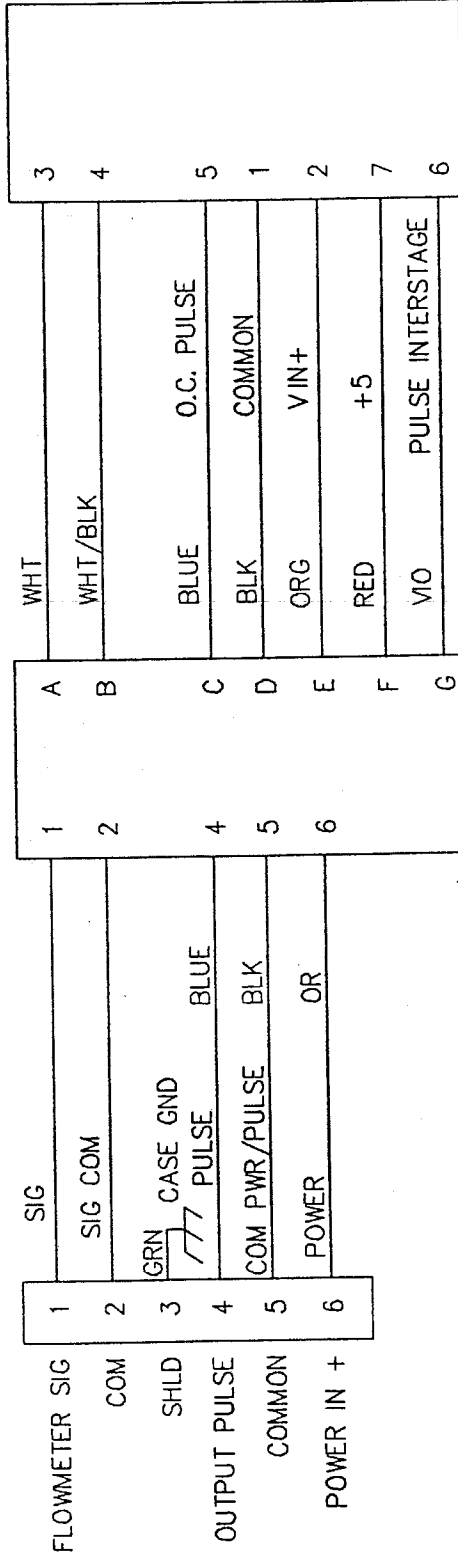 FLOWMETER SIG 1 SIG 1 A WHT 3
COM 2 SIG COM 2 B WHT/BLK 4
SHLD 3 GRN CASE GND
OUTPUT PULSE 4 PULSE BLUE 4 C BLUE O.C. PULSE 5
COMMON 5 COM PWR/PULSE BLK 5 D BLK COMMON 1
POWER IN + 6 POWER OR 6 E ORG V IN+ 2
F RED +5 7
G VIO PULSE INTERSTAGE 6